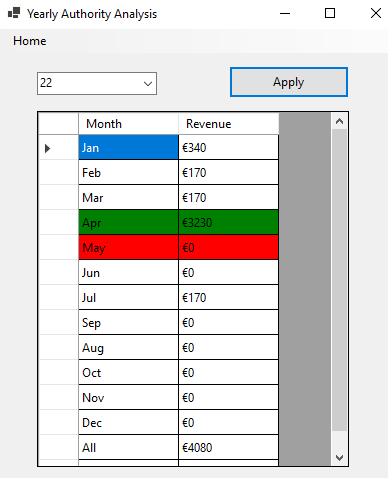 Yearly Authority Analysis
Home
22 Apply
Month Revenue
Jan €340
Feb €170
Mar €170
Apr €3230
May €0
Jun €0
Jul €170
Sep €0
Aug €0
Oct €0
Nov €0
Dec €0
All €4080